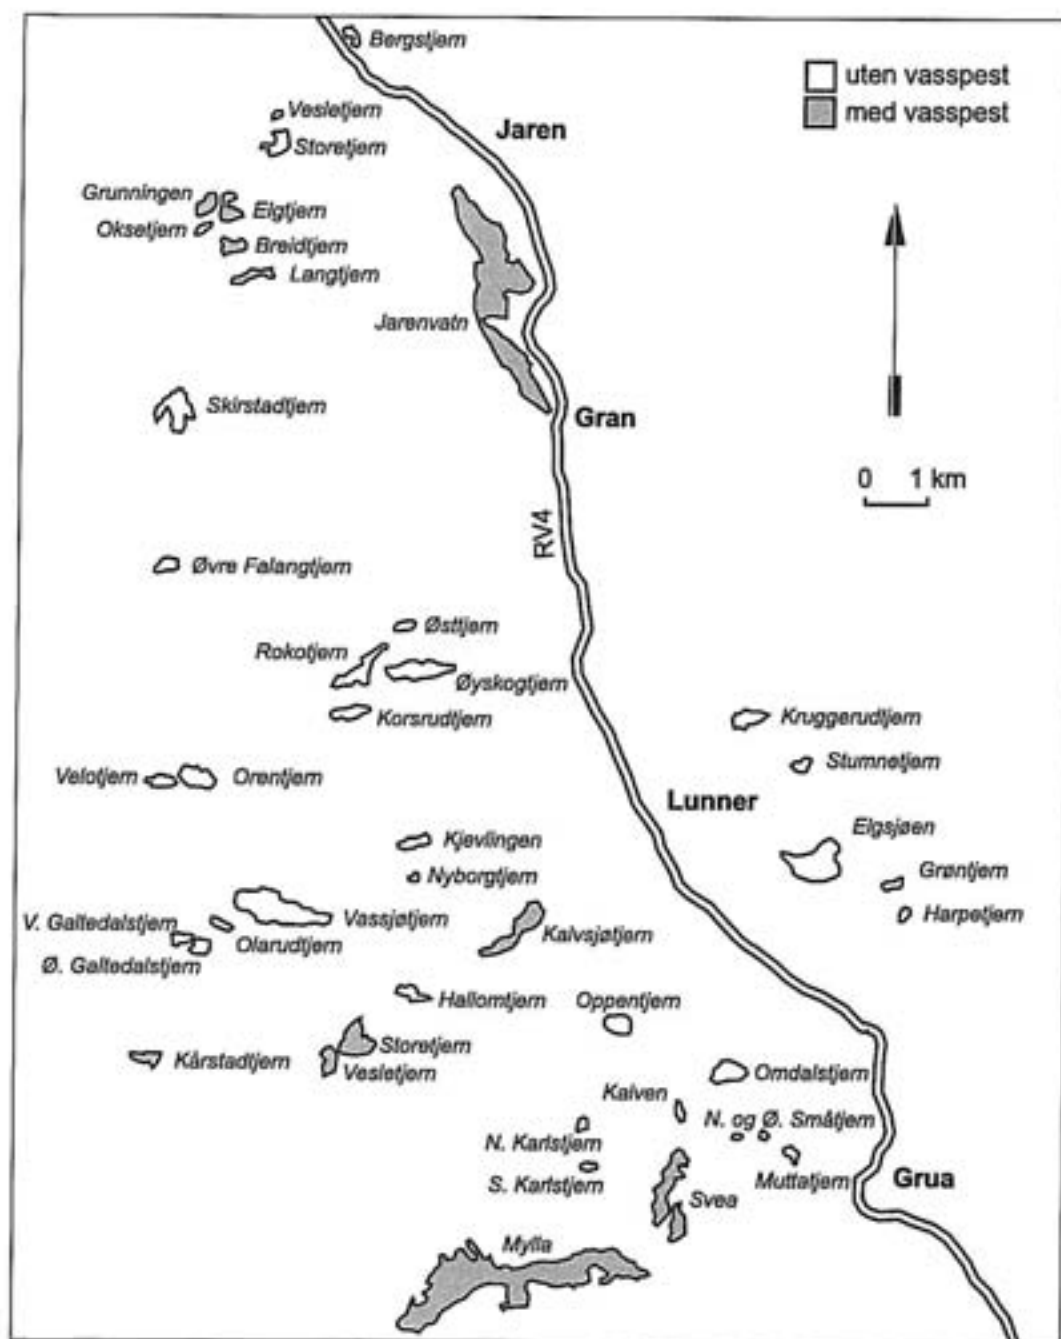 Bergstjern
uten vasspest
med vasspest
Vesletjern
Jaren
Storetjern
Grunningen
Elgtjern
Oksetjern
Breidtjern
Langtjern
Jarenvatn
Skirstadtjern
Gran
0 1 km
RV4
Øvre Falangtjern
Østtjern
Rokotjern
Øyskogtjern
Korsrudtjern
Kruggerudtjern
Stumnetjern
Velotjern
Orentjern
Lunner
Elgsjøen
Kjevlingen
Grøntjern
Nyborgtjern
Harpetjern
V. Galtedalstjern
Vassjøtjern
Olarudtjern
Kalvsjøtjern
Ø. Galtedalstjern
Hallomtjern
Oppentjern
Storetjern
Kårstadtjern
Vesletjern
Omdalstjern
Kalven
N. og Ø. Småtjern
N. Karlstjern
S. Karlstjern
Muttatjern
Grua
Svea
Mylla